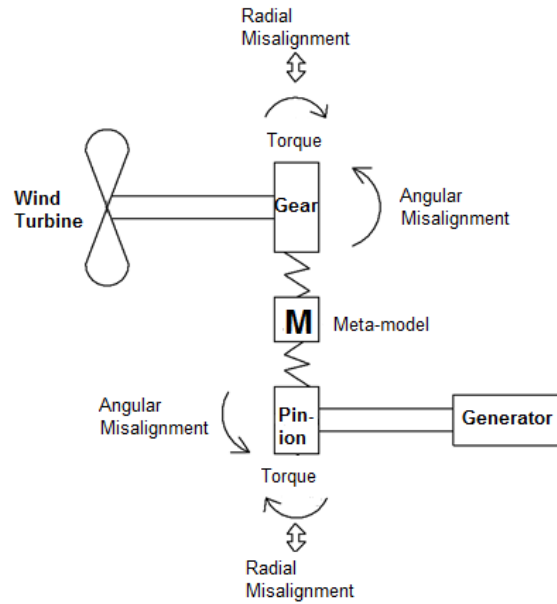 Radial
Misalignment
Torque
Wind
Turbine
Gear
Angular
Misalignment
M
Meta-model
Angular
Misalignment
Pin-
ion
Generator
Torque
Radial
Misalignment